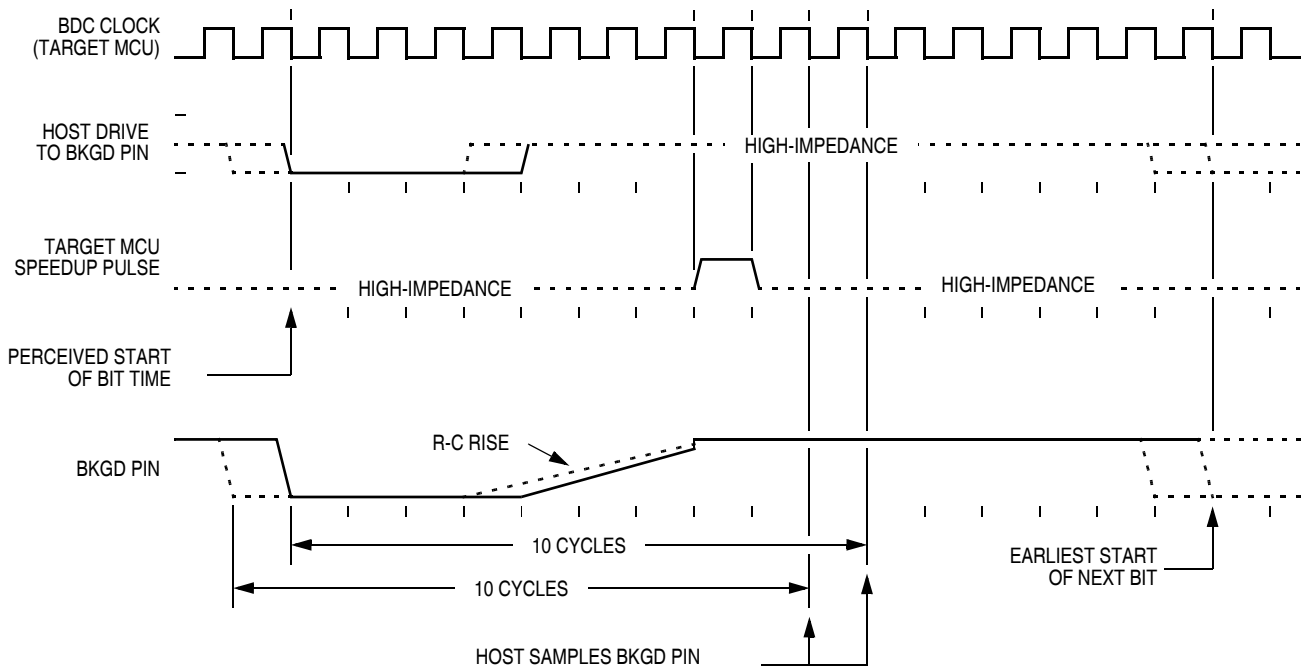 BDC CLOCK
(TARGET MCU)
HOST DRIVE
TO BKGD PIN
HIGH-IMPEDANCE
TARGET MCU
SPEEDUP PULSE
HIGH-IMPEDANCE
HIGH-IMPEDANCE
PERCEIVED START
OF BIT TIME
R-C RISE
BKGD PIN
10 CYCLES
EARLIEST START
OF NEXT BIT
10 CYCLES
HOST SAMPLES BKGD PIN